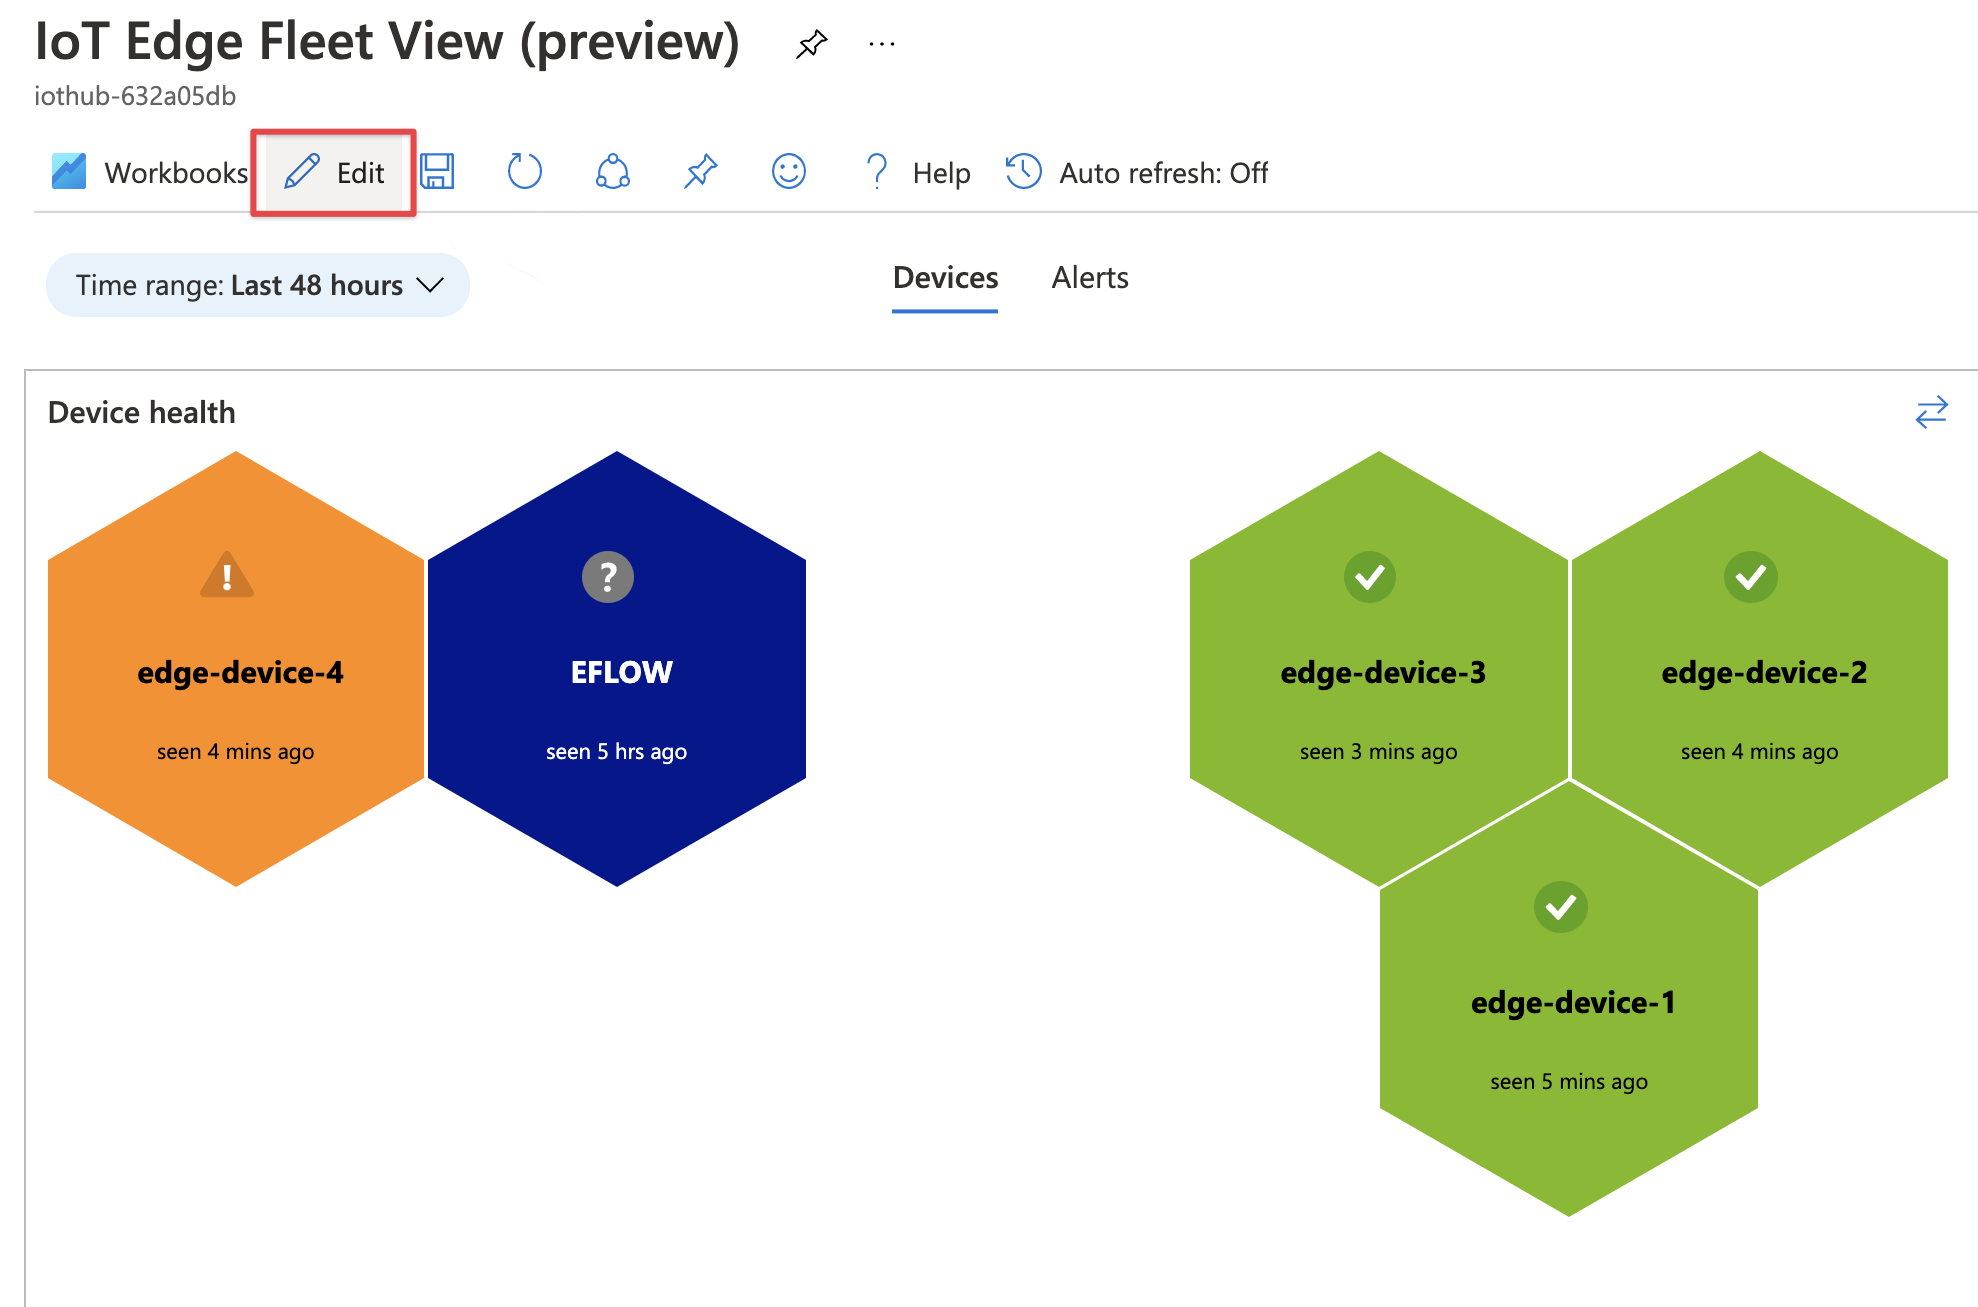 IoT Edge Fleet View (preview)
iothub-632a05db
Workbooks Edit Help Auto refresh: Off
Time range: Last 48 hours
Devices Alerts
Device health
edge-device-4
seen 4 mins ago
EFLOW
seen 5 hrs ago
edge-device-3
seen 3 mins ago
edge-device-2
seen 4 mins ago
edge-device-1
seen 5 mins ago